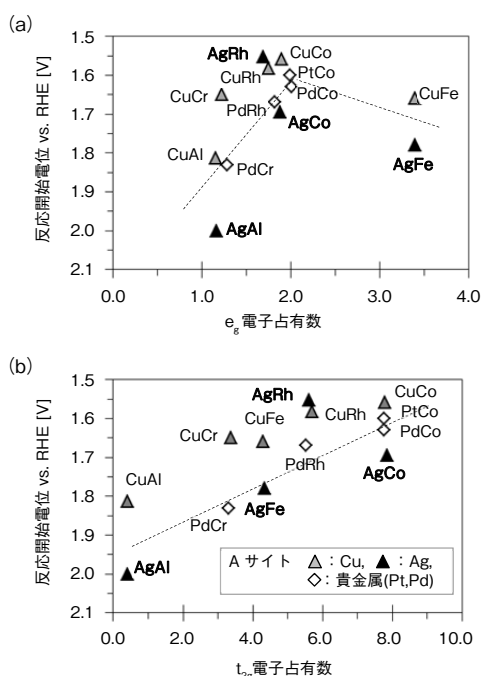 (a)
1.5
1.6
1.7
1.8
1.9
2.0
2.1
反応開始電位 vs. RHE [V]
AgRh
CuCo
CuRh
PtCo
CuCr
PdCo
CuFe
PdRh
AgCo
CuAl
PdCr
AgFe
AgAl
0.0 1.0 2.0 3.0 4.0
eg 電子占有数
(b)
1.5
1.6
1.7
1.8
1.9
2.0
2.1
反応開始電位 vs. RHE [V]
AgRh
CuCo
CuFe
CuRh
PtCo
CuCr
PdCo
PdRh
AgCo
CuAl
PdCr
AgFe
AgAl
A サイト △：Cu, ▲：Ag,
◇：貴金属(Pt,Pd)
0.0 2.0 4.0 6.0 8.0 10.0
t2g電子占有数